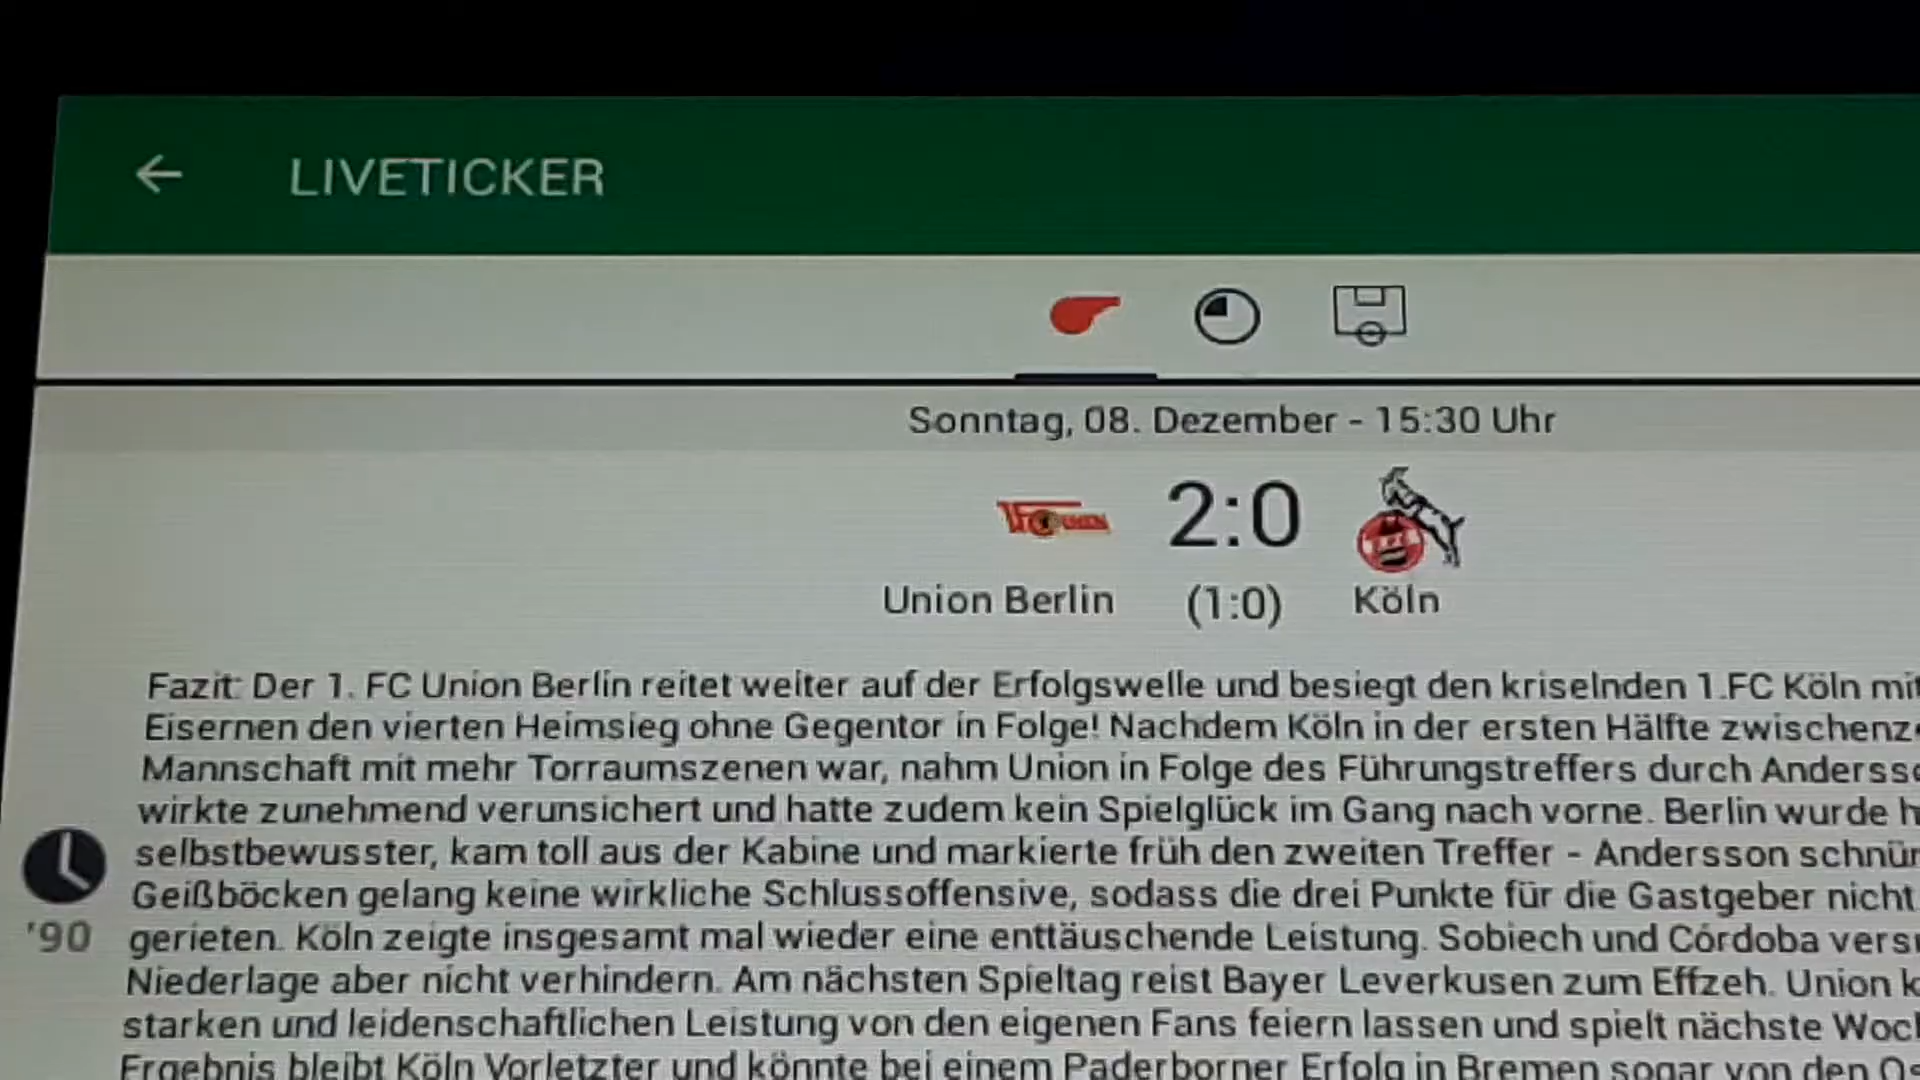 LIVETICKER
Sonntag, 08. Dezember - 15:30 Uhr
2:0
Union Berlin (1:0) Köln
Fazit: Der 1. FC Union Berlin reitet weiter auf der Erfolgswelle und besiegt den kriselnden 1.FC Köln mit
Eisernen den vierten Heimsieg ohne Gegentor in Folge! Nachdem Köln in der ersten Hälfte zwischenz
Mannschaft mit mehr Torraumszenen war, nahm Union in Folge des Führungstreffers durch Andersso
wirkte zunehmend verunsichert und hatte zudem kein Spielglück im Gang nach vorne. Berlin wurde h
selbstbewusster, kam toll aus der Kabine und markierte früh den zweiten Treffer - Andersson schnür
Geißböcken gelang keine wirkliche Schlussoffensive, sodass die drei Punkte für die Gastgeber nicht
'90 gerieten. Köln zeigte insgesamt mal wieder eine enttäuschende Leistung. Sobiech und Córdoba versu
Niederlage aber nicht verhindern. Am nächsten Spieltag reist Bayer Leverkusen zum Effzeh. Union k
starken und leidenschaftlichen Leistung von den eigenen Fans feiern lassen und spielt nächste Woch
Ergebnis bleibt Köln Vorletzter und könnte bei einem Paderborner Erfolg in Bremen sogar von den Os